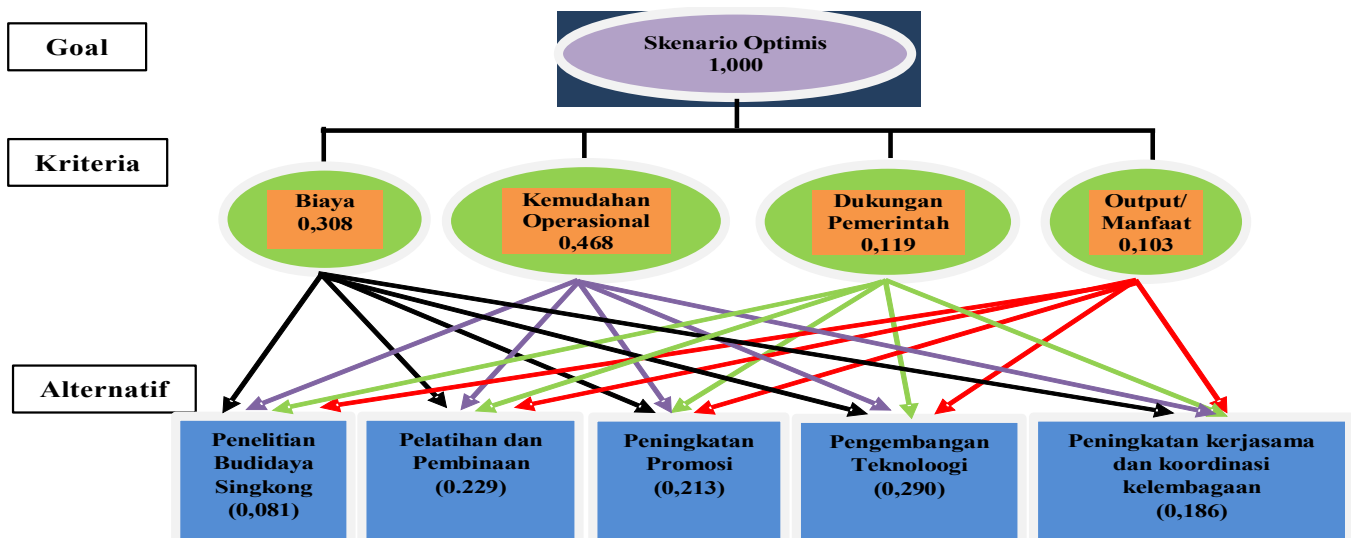 Goal
Skenario Optimis
1,000
Kriteria
Biaya
0,308
Kemudahan
Operasional
0,468
Dukungan
Pemerintah
0,119
Output/
Manfaat
0,103
Alternatif
Penelitian
Budidaya
Singkong
(0,081)
Pelatihan dan
Pembinaan
(0.229)
Peningkatan
Promosi
(0,213)
Pengembangan
Teknoloogi
(0,290)
Peningkatan kerjasama
dan koordinasi
kelembagaan
(0,186)